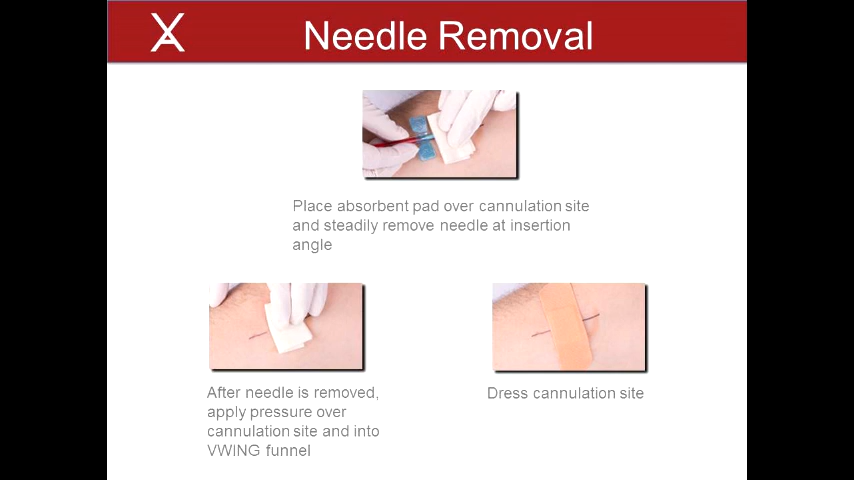 Needle Removal
Place absorbent pad over cannulation site
and steadily remove needle at insertion
angle
After needle is removed,
apply pressure over
cannulation site and into
VWING funnel
Dress cannulation site